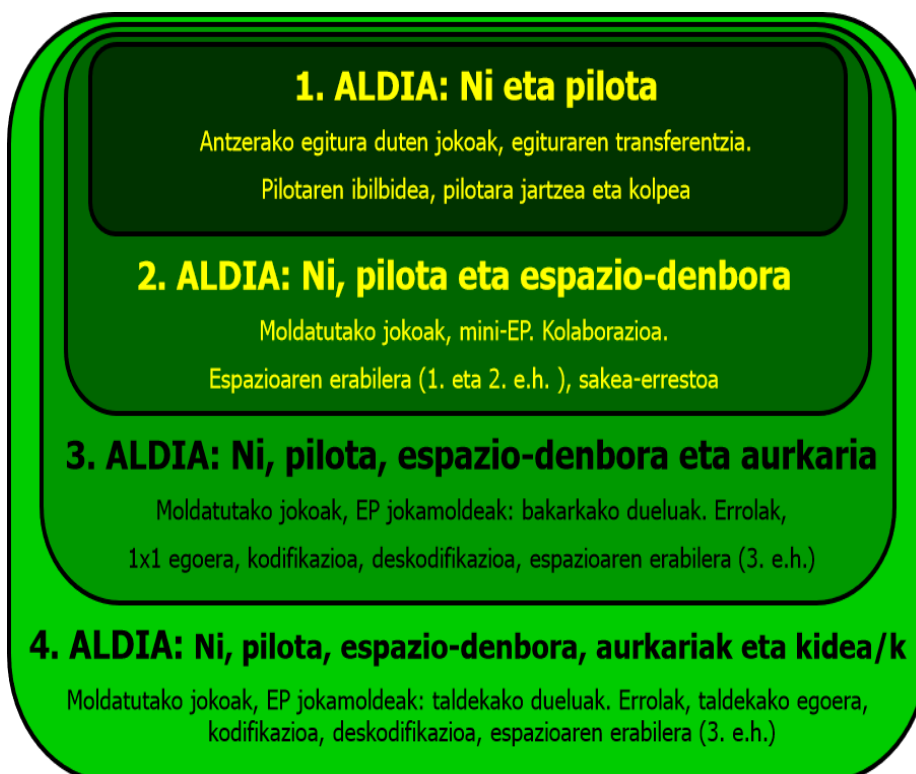 1. ALDIA: Ni eta pilota
Antzerako egitura duten jokoak, egituraren transferentzia.
Pilotaren ibilbidea, pilotara jartzea eta kolpea
2. ALDIA: Ni, pilota eta espazio-denbora
Moldatutako jokoak, mini-EP. Kolaborazioa.
Espazioaren erabilera (1. eta 2. e.h. ), sakea-errestoa
3. ALDIA: Ni, pilota, espazio-denbora eta aurkaria
Moldatutako jokoak, EP jokamoldeak: bakarkako dueluak. Errolak,
1x1 egoera, kodifikazioa, deskodifikazioa, espazioaren erabilera (3. e.h.)
4. ALDIA: Ni, pilota, espazio-denbora, aurkariak eta kidea/k
Moldatutako jokoak, EP jokamoldeak: taldekako dueluak. Errolak, taldekako egoera,
kodifikazioa, deskodifikazioa, espazioaren erabilera (3. e.h.)